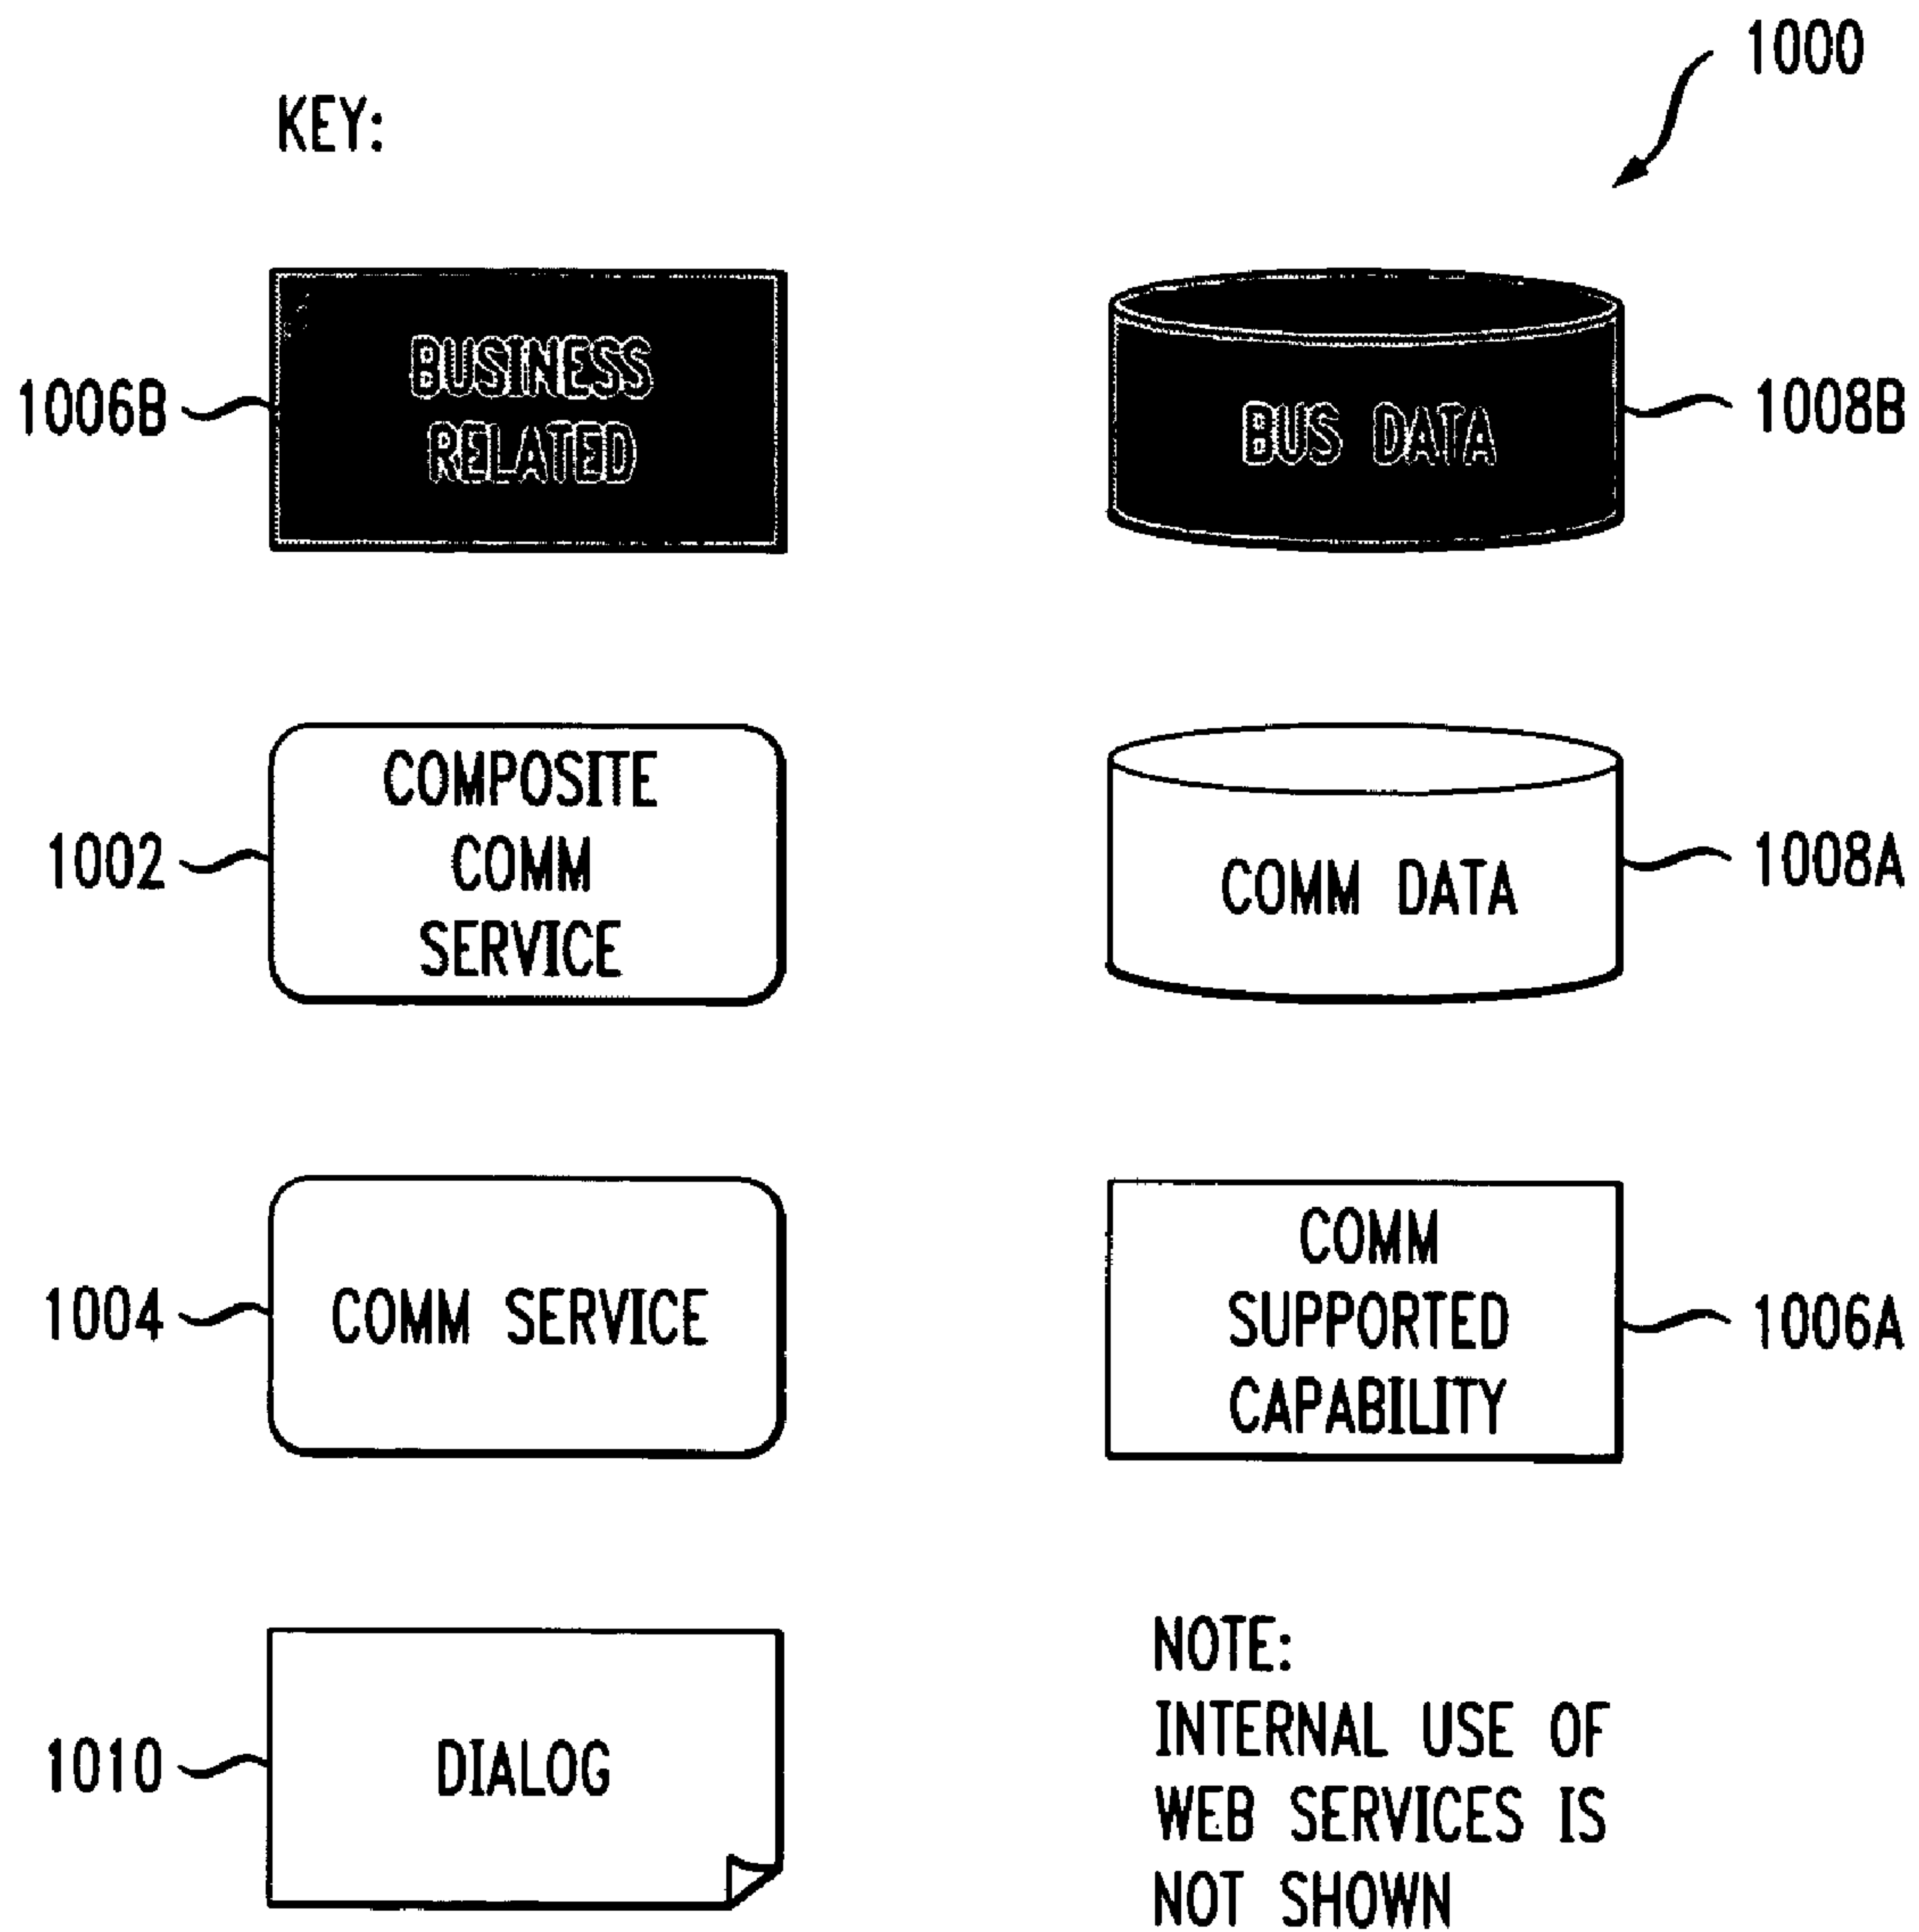 1000
KEY:
BUSINESS
RELATED
1006B
BUS DATA
1008B
COMPOSITE
COMM
SERVICE
1002
COMM DATA
1008A
COMM SERVICE
1004
COMM
SUPPORTED
CAPABILITY
1006A
DIALOG
1010
NOTE:
INTERNAL USE OF
WEB SERVICES IS
NOT SHOWN